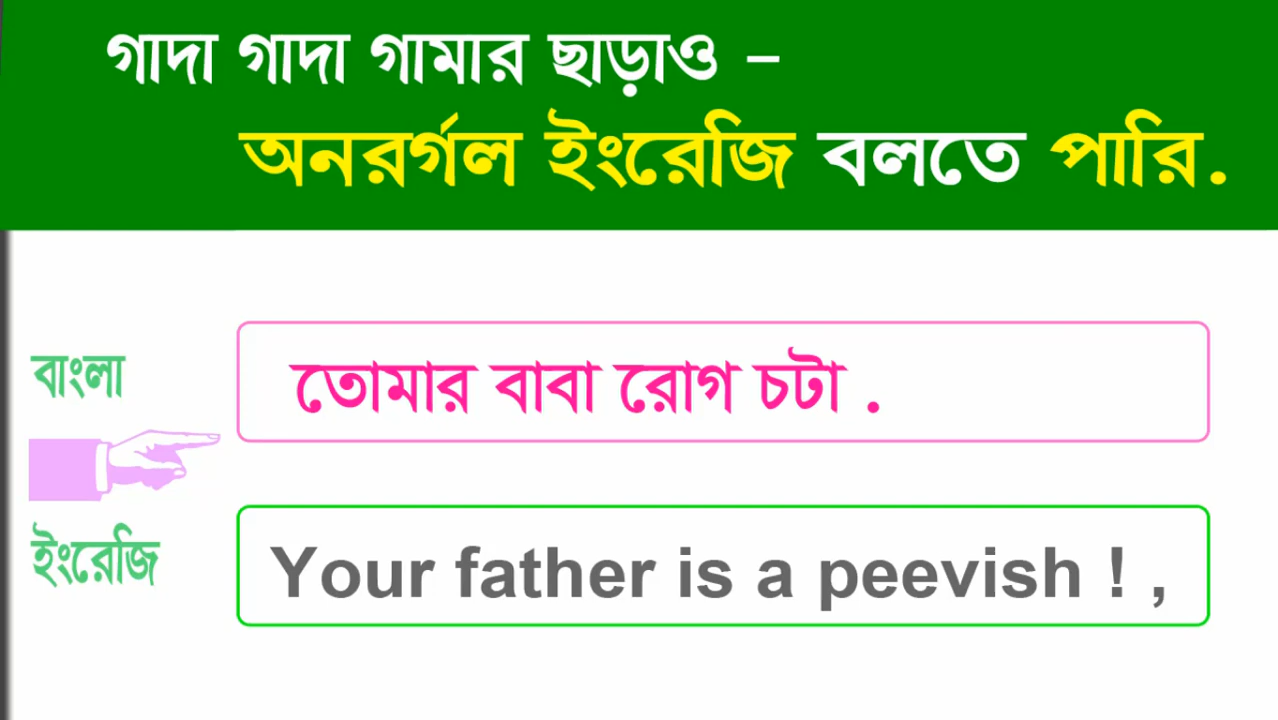 গাদা গাদা গামার ছাড়াও –
অনরর্গল ইংরেজি বলতে পারি.
বাংলা
তোমার বাবা রোগ চটা .
ইংরেজি
Your father is a peevish ! ,